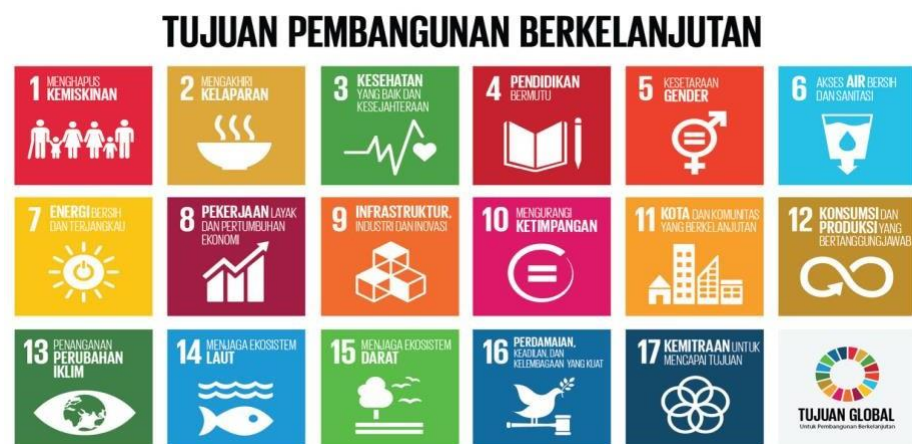 TUJUAN PEMBANGUNAN BERKELANJUTAN
1 MENGHAPUS
KEMISKINAN
2 MENGAKHIRI
KELAPARAN
3 KESEHATAN
YANG BAIK DAN
KESEJAHTERAAN
4 PENDIDIKAN
BERMUTU
5 KESETARAAN
GENDER
6 AKSES AIR BERSIH
DAN SANITASI
7 ENERGI BERSIH
DAN TERJANGKAU
8 PEKERJAAN LAYAK
DAN PERTUMBUHAN
EKONOMI
9 INFRASTRUKTUR,
INDUSTRI DAN INOVASI
10 MENGURANGI
KETIMPANGAN
11 KOTA DAN KOMUNITAS
YANG BERKELANJUTAN
12 KONSUMSI DAN
PRODUKSI YANG
BERTANGGUNGJAWAB
13 PENANGANAN
PERUBAHAN
IKLIM
14 MENJAGA EKOSISTEM
LAUT
15 MENJAGA EKOSISTEM
DARAT
16 PERDAMAIAN,
KEADILAN, DAN
KELEMBAGAAN YANG KUAT
17 KEMITRAAN UNTUK
MENCAPAI TUJUAN
TUJUAN GLOBAL
Untuk Pembangunan Berkelanjutan